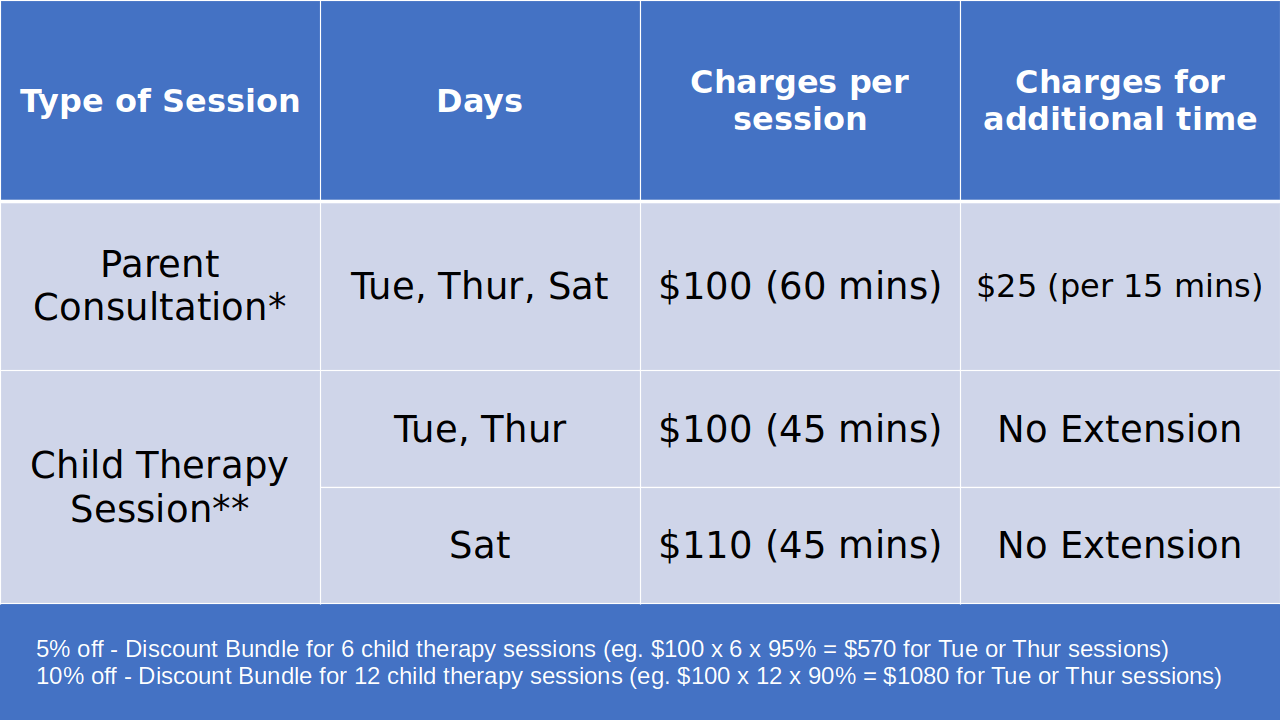 Type of Session
Days
Charges per
session
Charges for
additional time
Parent
Consultation*
Tue, Thur, Sat
$100 (60 mins)
$25 (per 15 mins)
Child Therapy
Session**
Tue, Thur
$100 (45 mins)
No Extension
Sat
$110 (45 mins)
No Extension
5% off - Discount Bundle for 6 child therapy sessions (eg. $100 x 6 x 95% = $570 for Tue or Thur sessions)
10% off - Discount Bundle for 12 child therapy sessions (eg. $100 x 12 x 90% = $1080 for Tue or Thur sessions)